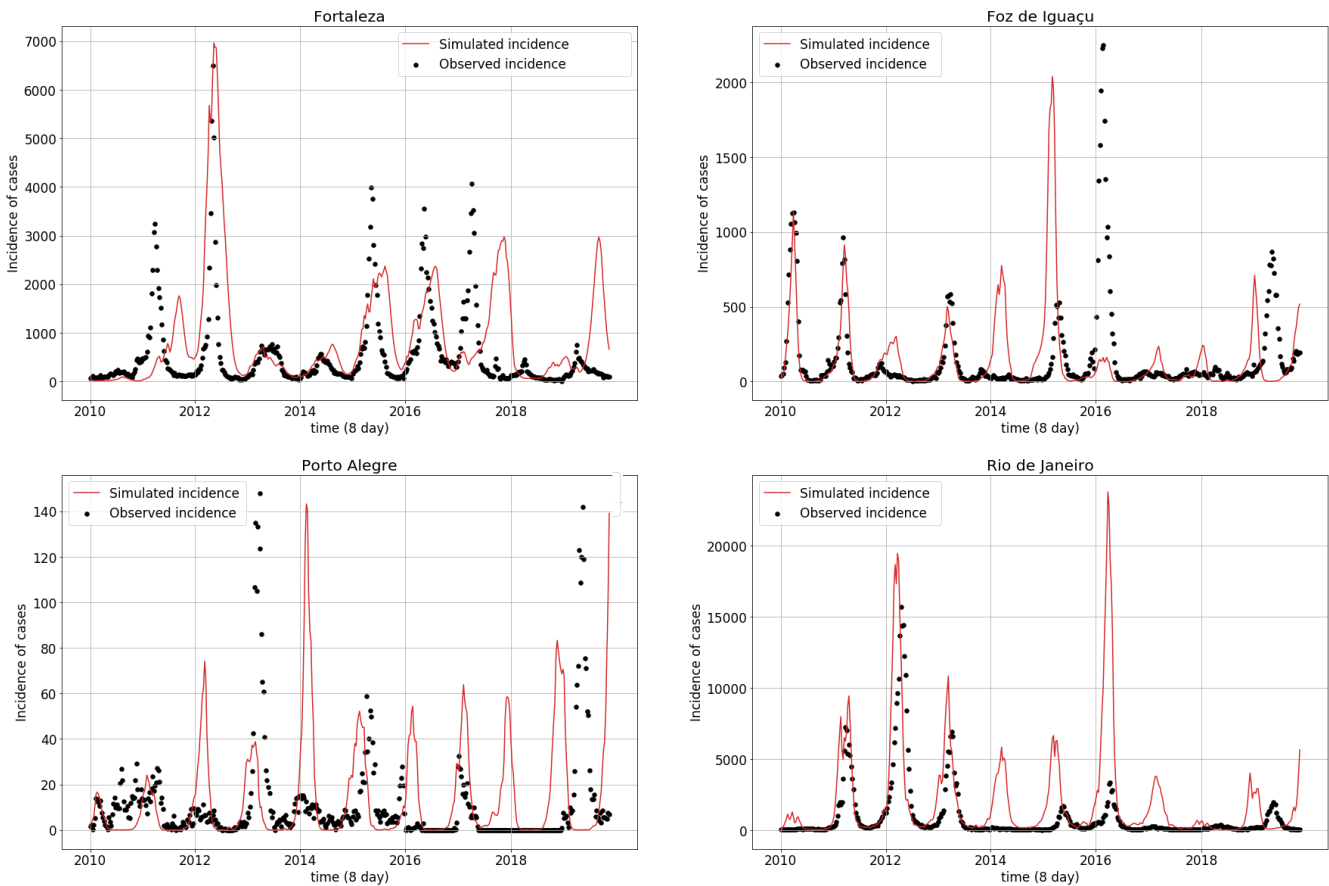 Fortaleza
7000
6000
5000
4000
3000
2000
1000
0
Incidence of cases
Simulated incidence
Observed incidence
2010
2012
2014
2016
2018
time (8 day)
Foz de Iguaçu
2000
1500
1000
500
0
Incidence of cases
Simulated incidence
Observed incidence
2010
2012
2014
2016
2018
time (8 day)
Porto Alegre
140
120
100
80
60
40
20
0
Incidence of cases
Simulated incidence
Observed incidence
2010
2012
2014
2016
2018
time (8 day)
Rio de Janeiro
20000
15000
10000
5000
0
Incidence of cases
Simulated incidence
Observed incidence
2010
2012
2014
2016
2018
time (8 day)